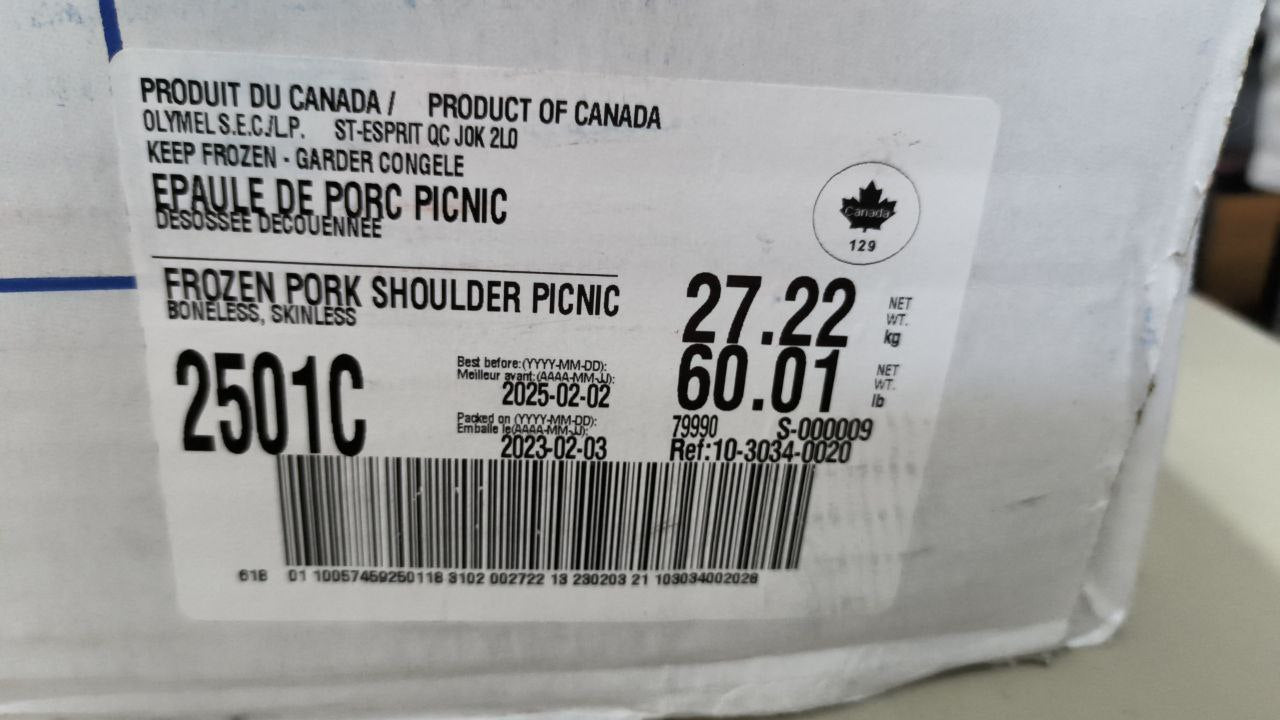 PRODUIT DU CANADA / PRODUCT OF CANADA
OLYMEL S.E.C./L.P. ST-ESPRIT QC J0K 2L0
KEEP FROZEN - GARDER CONGELE
EPAULE DE PORC PICNIC
DESOSSEE DECOUENNEE
Canada
129
FROZEN PORK SHOULDER PICNIC
BONELESS, SKINLESS
27.22 NET WT. kg
60.01 NET WT. lb
2501C
Best before:(YYYY-MM-DD):
Meilleur avant:(AAAA-MM-JJ):
2025-02-02
Packed on (YYYY-MM-DD):
Emballe le(AAAA-MM-JJ):
2023-02-03
79990 S-000009
Ref:10-3034-0020
618 01 10057459250118 3102 002722 13 230203 21 103034002028